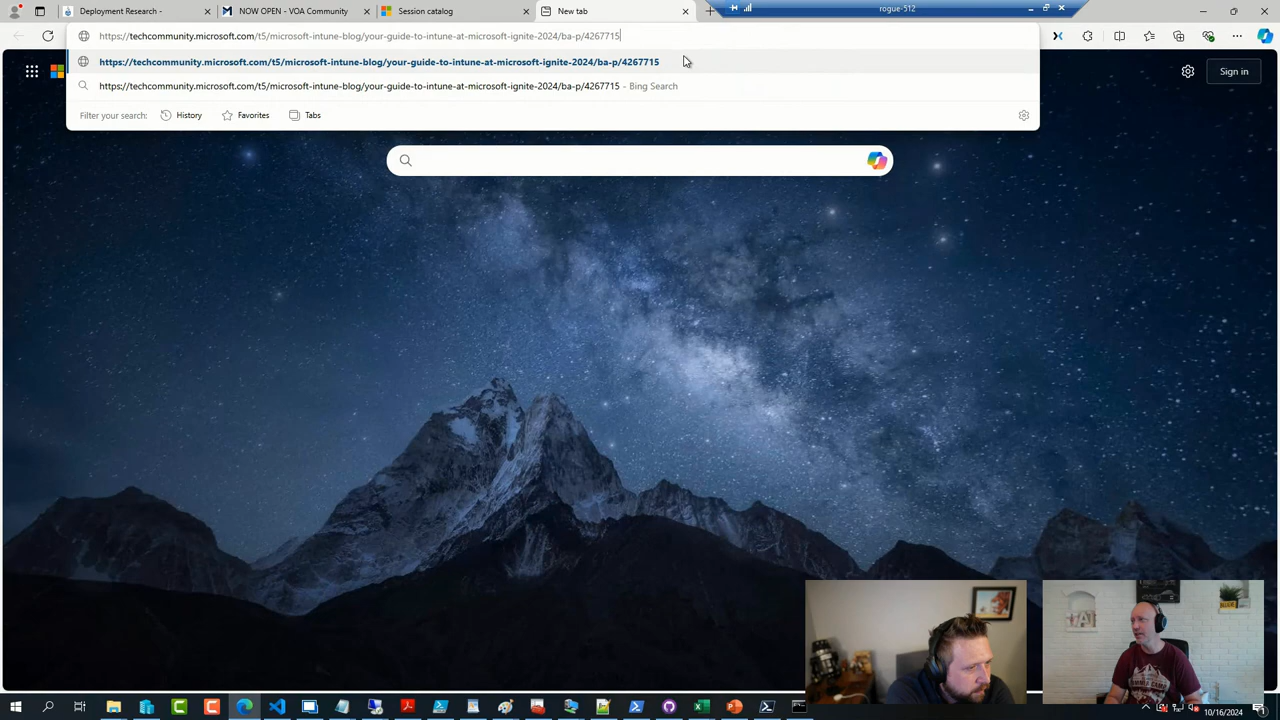 Deployment Research -
NOW OPEN - VOA Community
Session catalog
New tab
rogue-512
https://techcommunity.microsoft.com/t5/microsoft-intune-blog/your-guide-to-intune-at-microsoft-ignite-2024/ba-p/4267715
https://techcommunity.microsoft.com/t5/microsoft-intune-blog/your-guide-to-intune-at-microsoft-ignite-2024/ba-p/4267715
https://techcommunity.microsoft.com/t5/microsoft-intune-blog/your-guide-to-intune-at-microsoft-ignite-2024/ba-p/4267715 - Bing Search
Sign in
Filter your search:
History
Favorites
Tabs
10/16/2024